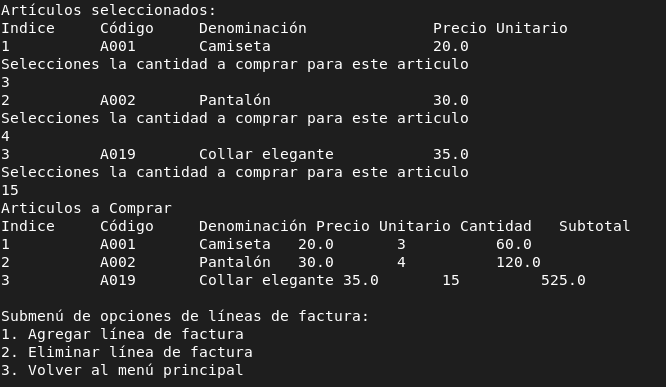 Artículos seleccionados:
Indice Código Denominación Precio Unitario
1 A001 Camiseta 20.0
Selecciones la cantidad a comprar para este articulo
3
2 A002 Pantalón 30.0
Selecciones la cantidad a comprar para este articulo
4
3 A019 Collar elegante 35.0
Selecciones la cantidad a comprar para este articulo
15
Articulos a Comprar
Indice Código Denominación Precio Unitario Cantidad Subtotal
1 A001 Camiseta 20.0 3 60.0
2 A002 Pantalón 30.0 4 120.0
3 A019 Collar elegante 35.0 15 525.0
Submenú de opciones de líneas de factura:
1. Agregar línea de factura
2. Eliminar línea de factura
3. Volver al menú principal